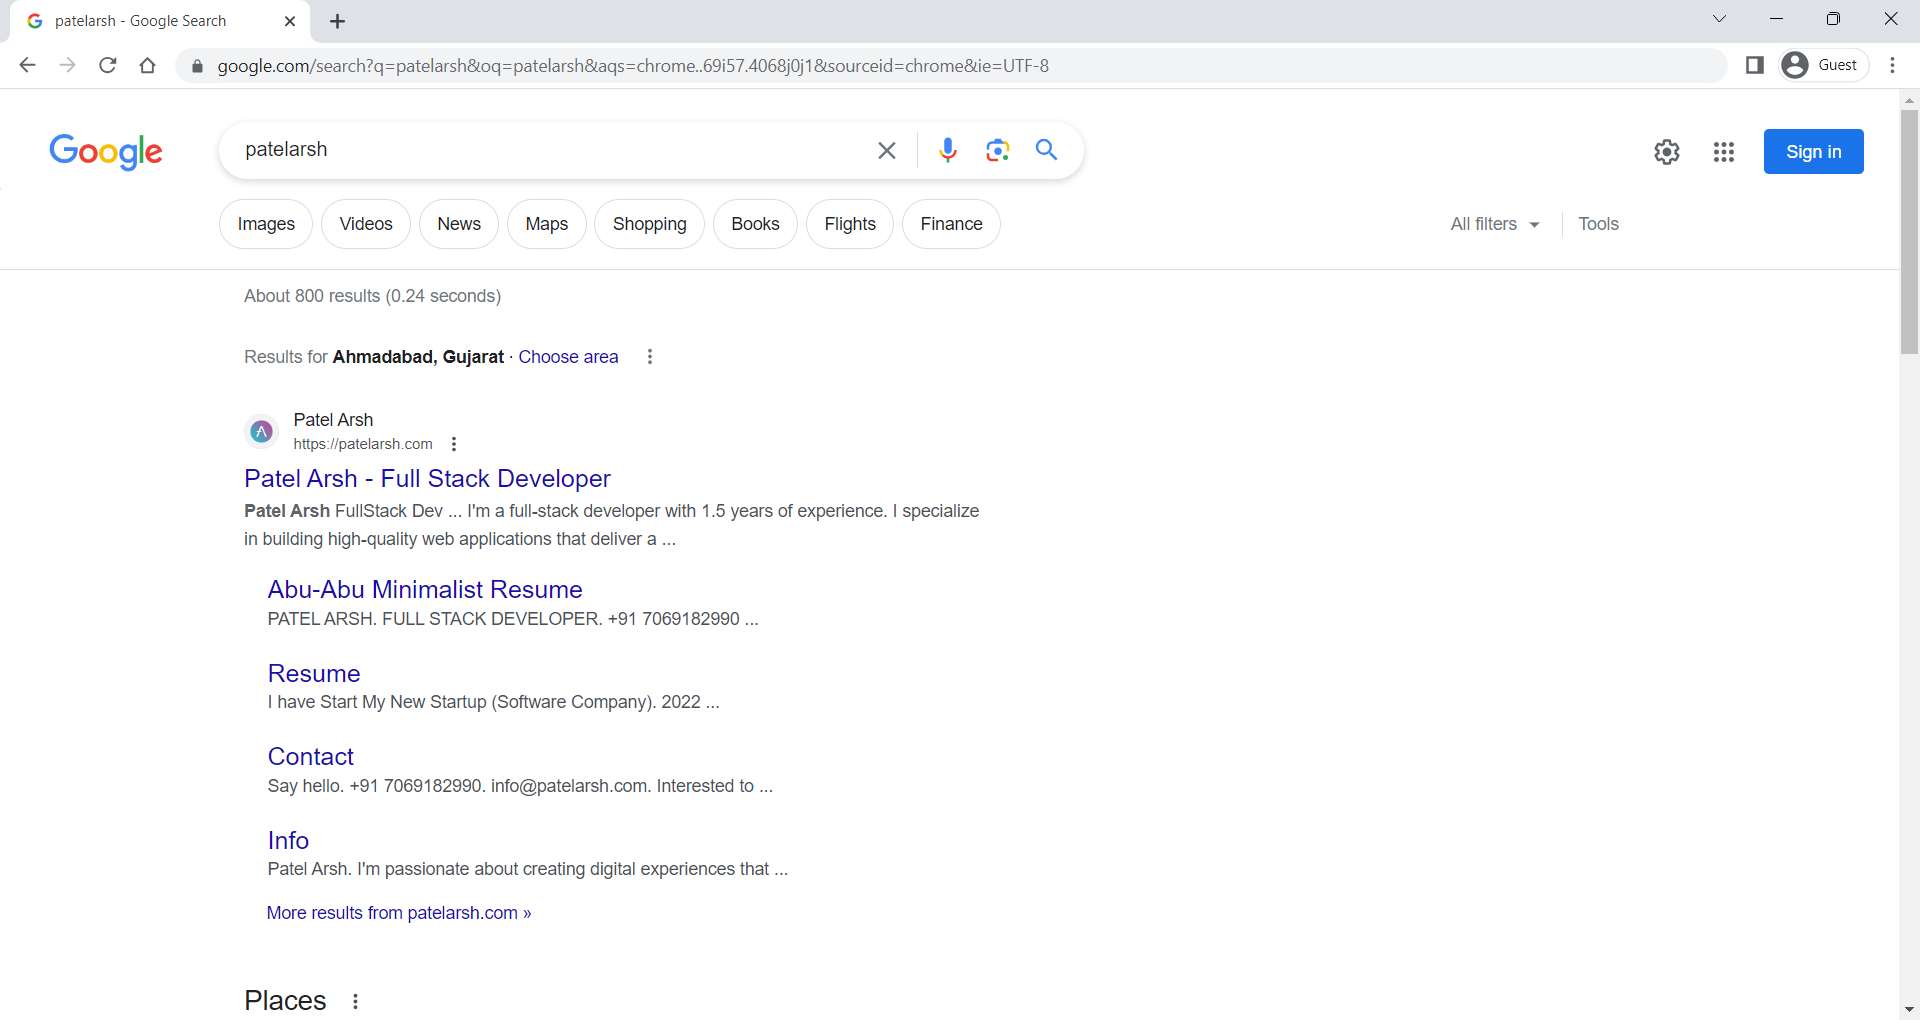 patelarsh - Google Search
google.com/search?q=patelarsh&oq=patelarsh&aqs=chrome..69i57.4068j0j1&sourceid=chrome&ie=UTF-8
Guest
Google
patelarsh
Sign in
Images
Videos
News
Maps
Shopping
Books
Flights
Finance
All filters
Tools
About 800 results (0.24 seconds)
Results for Ahmadabad, Gujarat · Choose area
Patel Arsh
https://patelarsh.com
Patel Arsh - Full Stack Developer
Patel Arsh FullStack Dev ... I'm a full-stack developer with 1.5 years of experience. I specialize
in building high-quality web applications that deliver a ...
Abu-Abu Minimalist Resume
PATEL ARSH. FULL STACK DEVELOPER. +91 7069182990 ...
Resume
I have Start My New Startup (Software Company). 2022 ...
Contact
Say hello. +91 7069182990. info@patelarsh.com. Interested to ...
Info
Patel Arsh. I'm passionate about creating digital experiences that ...
More results from patelarsh.com »
Places